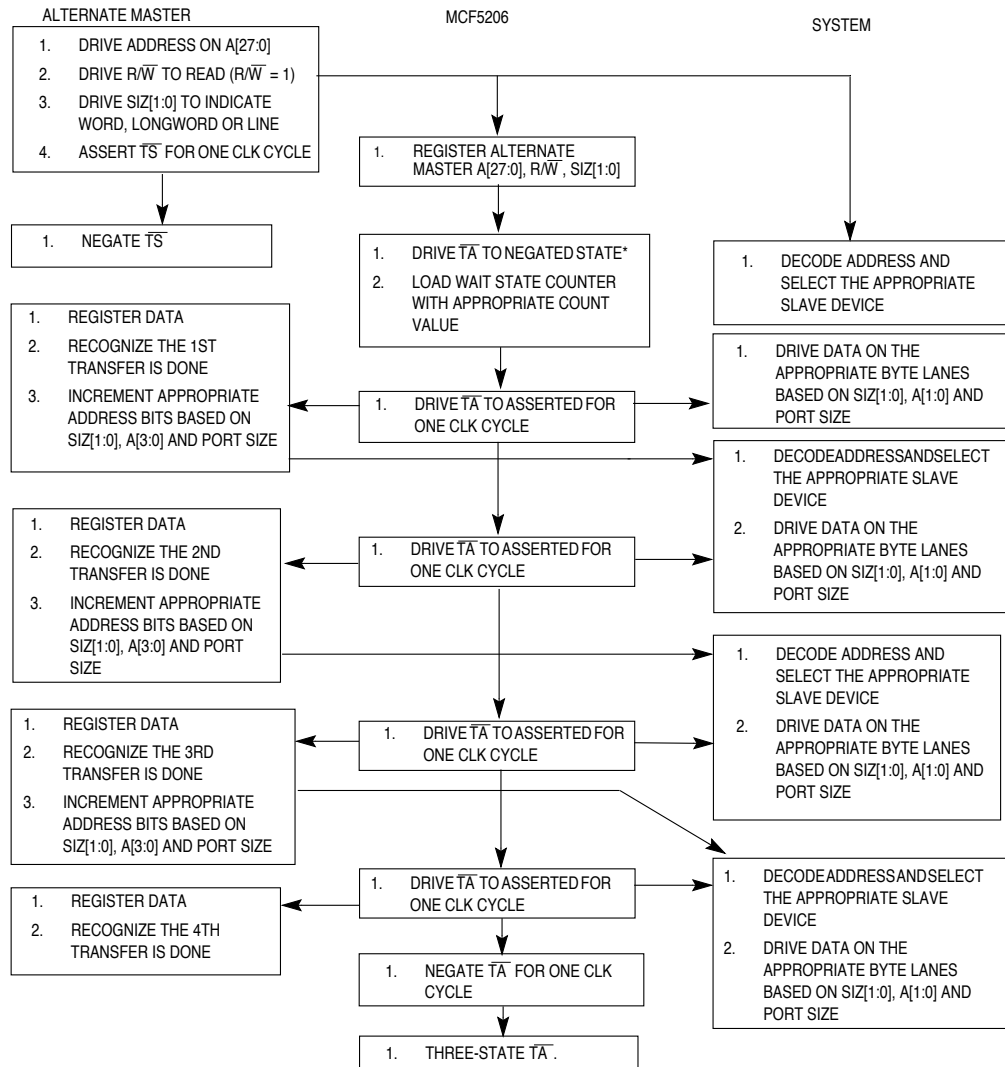 ALTERNATE MASTER
MCF5206
SYSTEM
1. DRIVE ADDRESS ON A[27:0]
2. DRIVE R/W̅ TO READ (R/W̅ = 1)
3. DRIVE SIZ[1:0] TO INDICATE
WORD, LONGWORD OR LINE
4. ASSERT T̅S̅ FOR ONE CLK CYCLE
1. REGISTER ALTERNATE
MASTER A[27:0], R/W̅, SIZ[1:0]
1. NEGATE T̅S̅
1. DRIVE T̅A̅ TO NEGATED STATE*
2. LOAD WAIT STATE COUNTER
WITH APPROPRIATE COUNT
VALUE
1. DECODE ADDRESS AND
SELECT THE APPROPRIATE
SLAVE DEVICE
1. REGISTER DATA
2. RECOGNIZE THE 1ST
TRANSFER IS DONE
3. INCREMENT APPROPRIATE
ADDRESS BITS BASED ON
SIZ[1:0], A[3:0] AND PORT SIZE
1. DRIVE T̅A̅ TO ASSERTED FOR
ONE CLK CYCLE
1. DRIVE DATA ON THE
APPROPRIATE BYTE LANES
BASED ON SIZ[1:0], A[1:0] AND
PORT SIZE
1. DECODE ADDRESS AND SELECT
THE APPROPRIATE SLAVE
DEVICE
2. DRIVE DATA ON THE
APPROPRIATE BYTE LANES
BASED ON SIZ[1:0], A[1:0] AND
PORT SIZE
1. REGISTER DATA
2. RECOGNIZE THE 2ND
TRANSFER IS DONE
3. INCREMENT APPROPRIATE
ADDRESS BITS BASED ON
SIZ[1:0], A[3:0] AND PORT
SIZE
1. DRIVE T̅A̅ TO ASSERTED FOR
ONE CLK CYCLE
1. DECODE ADDRESS AND
SELECT THE APPROPRIATE
SLAVE DEVICE
2. DRIVE DATA ON THE
APPROPRIATE BYTE LANES
BASED ON SIZ[1:0], A[1:0] AND
PORT SIZE
1. REGISTER DATA
2. RECOGNIZE THE 3RD
TRANSFER IS DONE
3. INCREMENT APPROPRIATE
ADDRESS BITS BASED ON
SIZ[1:0], A[3:0] AND PORT SIZE
1. DRIVE T̅A̅ TO ASSERTED FOR
ONE CLK CYCLE
1. DECODE ADDRESS AND SELECT
THE APPROPRIATE SLAVE
DEVICE
2. DRIVE DATA ON THE
APPROPRIATE BYTE LANES
BASED ON SIZ[1:0], A[1:0] AND
PORT SIZE
1. REGISTER DATA
2. RECOGNIZE THE 4TH
TRANSFER IS DONE
1. DRIVE T̅A̅ TO ASSERTED FOR
ONE CLK CYCLE
1. NEGATE T̅A̅ FOR ONE CLK
CYCLE
1. THREE-STATE T̅A̅.